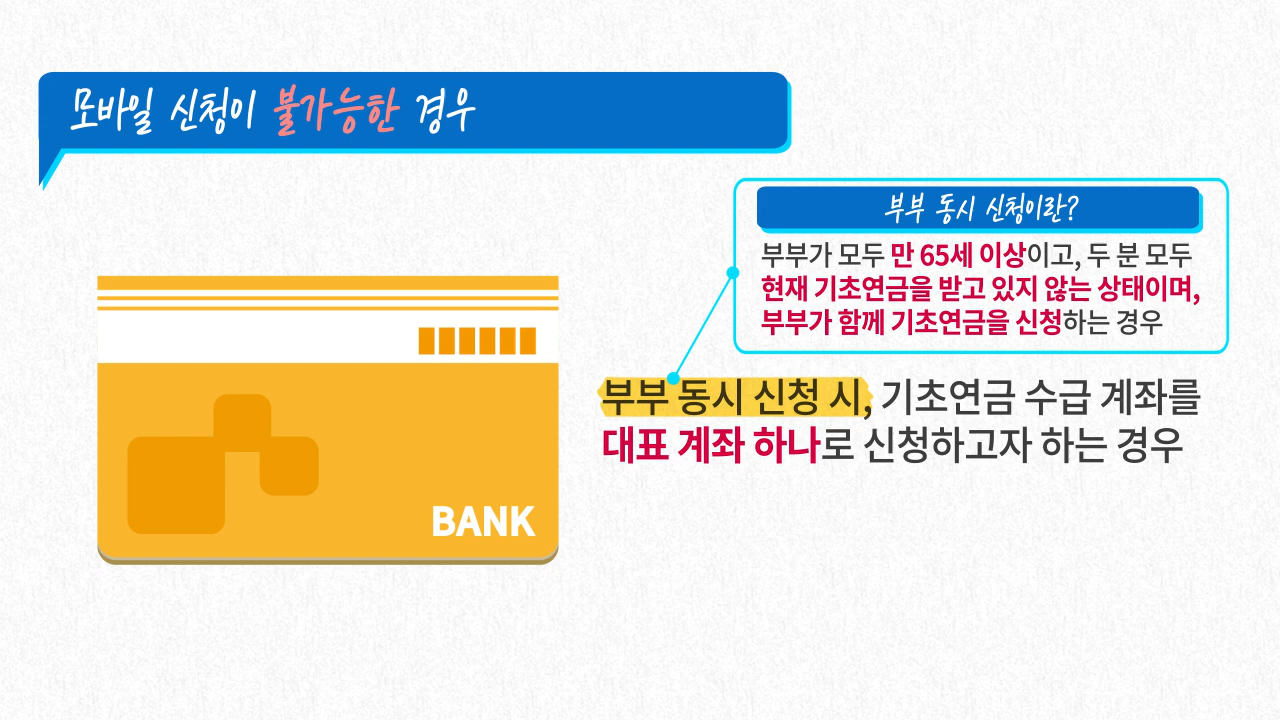 모바일 신청이 불가능한 경우
부부 동시 신청이란?
부부가 모두 만 65세 이상이고, 두 분 모두
현재 기초연금을 받고 있지 않는 상태이며,
부부가 함께 기초연금을 신청하는 경우
부부 동시 신청 시, 기초연금 수급 계좌를
대표 계좌 하나로 신청하고자 하는 경우
BANK